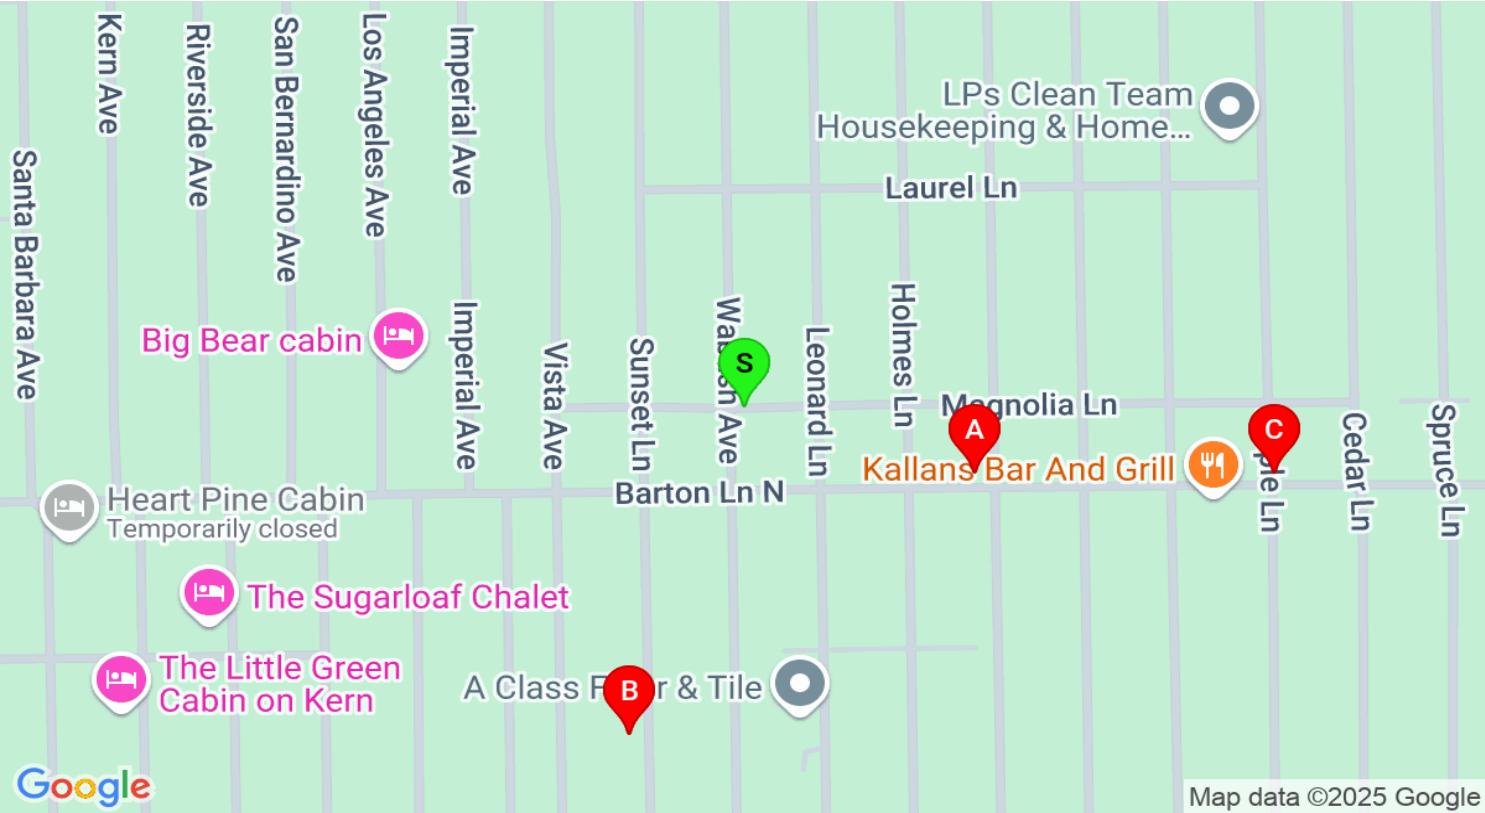 Kern Ave
Riverside Ave
San Bernardino Ave
Los Angeles Ave
Imperial Ave
LPs Clean Team
Housekeeping & Home...
Santa Barbara Ave
Laurel Ln
Big Bear cabin
Imperial Ave
Vista Ave
Sunset Ln
Ave
S
Leonard Ln
Holmes Ln
Magnolia Ln
A
Kallans Bar And Grill
C
Ln
Cedar Ln
Spruce Ln
Heart Pine Cabin
Temporarily closed
Barton Ln N
The Sugarloaf Chalet
The Little Green
Cabin on Kern
A Class & Tile
B
Google
Map data ©2025 Google